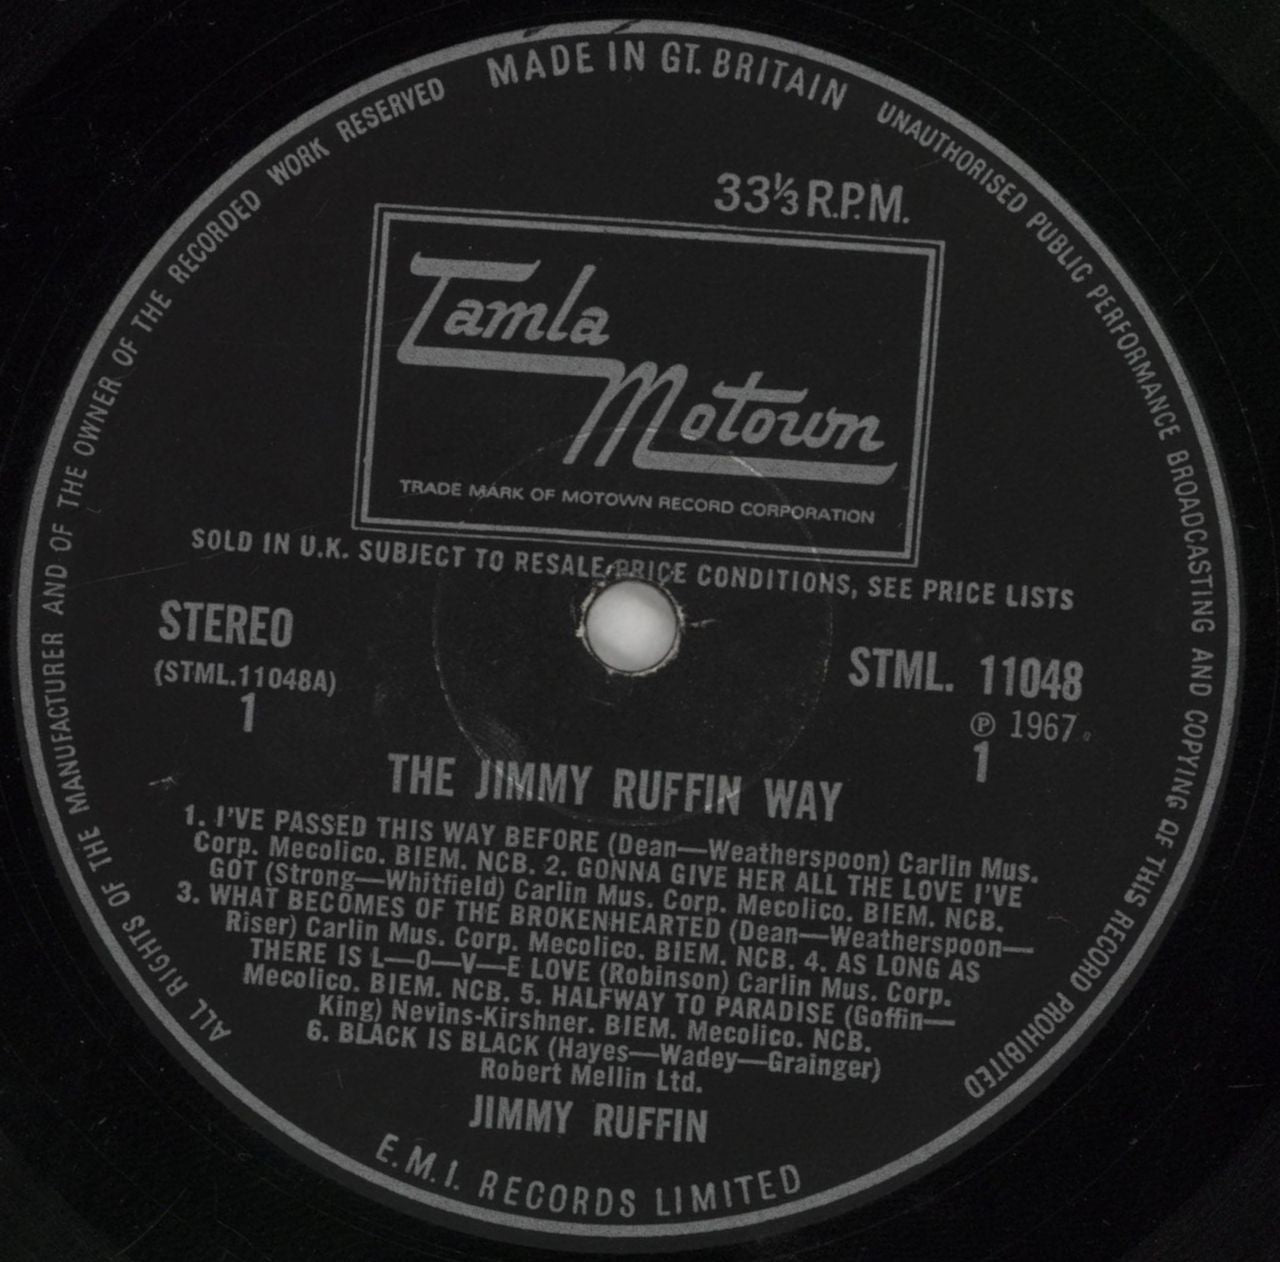 MADE IN GT. BRITAIN
UNAUTHORISED PUBLIC PERFORMANCE BROADCASTING AND COPYING OF THIS RECORD PROHIBITED
ALL RIGHTS OF THE MANUFACTURER AND OF THE OWNER OF THE RECORDED WORK RESERVED
33⅓ R.P.M.
Tamla
Motown
TRADE MARK OF MOTOWN RECORD CORPORATION
SOLD IN U.K. SUBJECT TO RESALE PRICE CONDITIONS, SEE PRICE LISTS
STEREO
(STML.11048A)
1
STML. 11048
Ⓟ 1967
1
THE JIMMY RUFFIN WAY
1. I'VE PASSED THIS WAY BEFORE (Dean—Weatherspoon) Carlin Mus.
Corp. Mecolico. BIEM. NCB. 2. GONNA GIVE HER ALL THE LOVE I'VE
GOT (Strong—Whitfield) Carlin Mus. Corp. Mecolico. BIEM. NCB.
3. WHAT BECOMES OF THE BROKENHEARTED (Dean—Weatherspoon—
Riser) Carlin Mus. Corp. Mecolico. BIEM. NCB. 4. AS LONG AS
THERE IS L—O—V—E LOVE (Robinson) Carlin Mus. Corp.
Mecolico. BIEM. NCB. 5. HALFWAY TO PARADISE (Goffin—
King) Nevins-Kirshner. BIEM. Mecolico. NCB.
6. BLACK IS BLACK (Hayes—Wadey—Grainger)
Robert Mellin Ltd.
JIMMY RUFFIN
E.M.I. RECORDS LIMITED